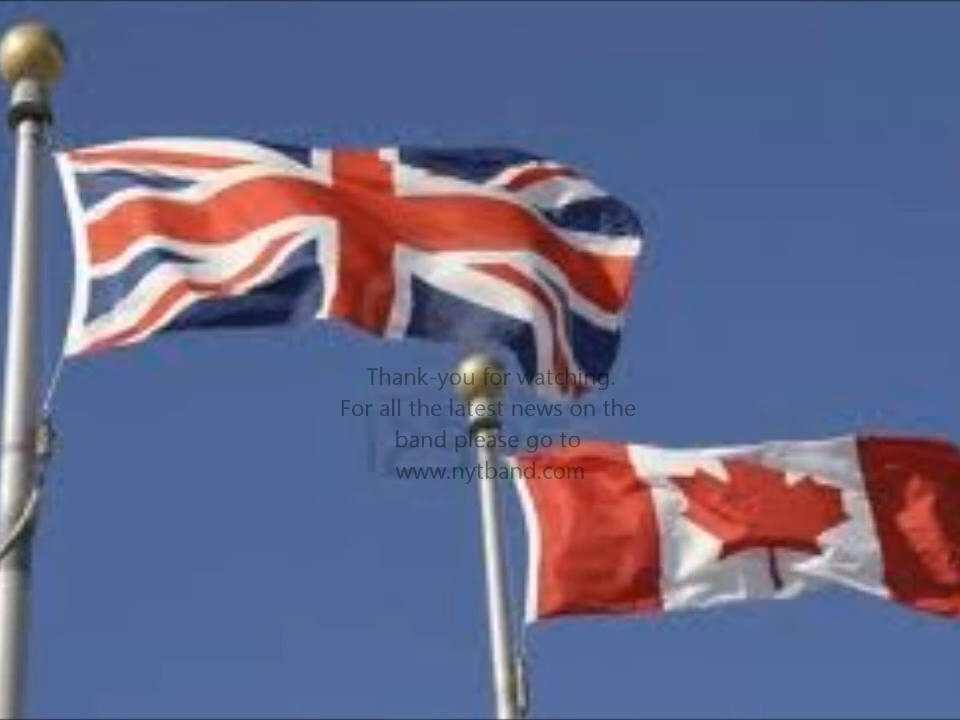 Thank-you for watching.
For all the latest news on the
band please go to
www.nytband.com